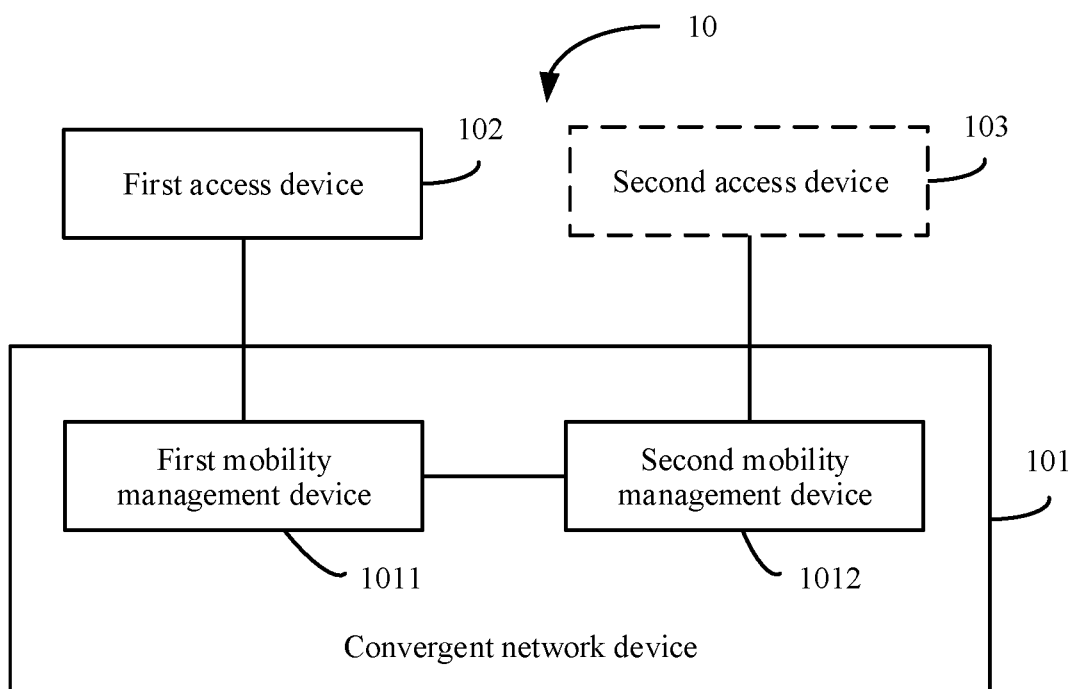 10
102
103
First access device
Second access device
First mobility
management device
Second mobility
management device
101
1011
1012
Convergent network device